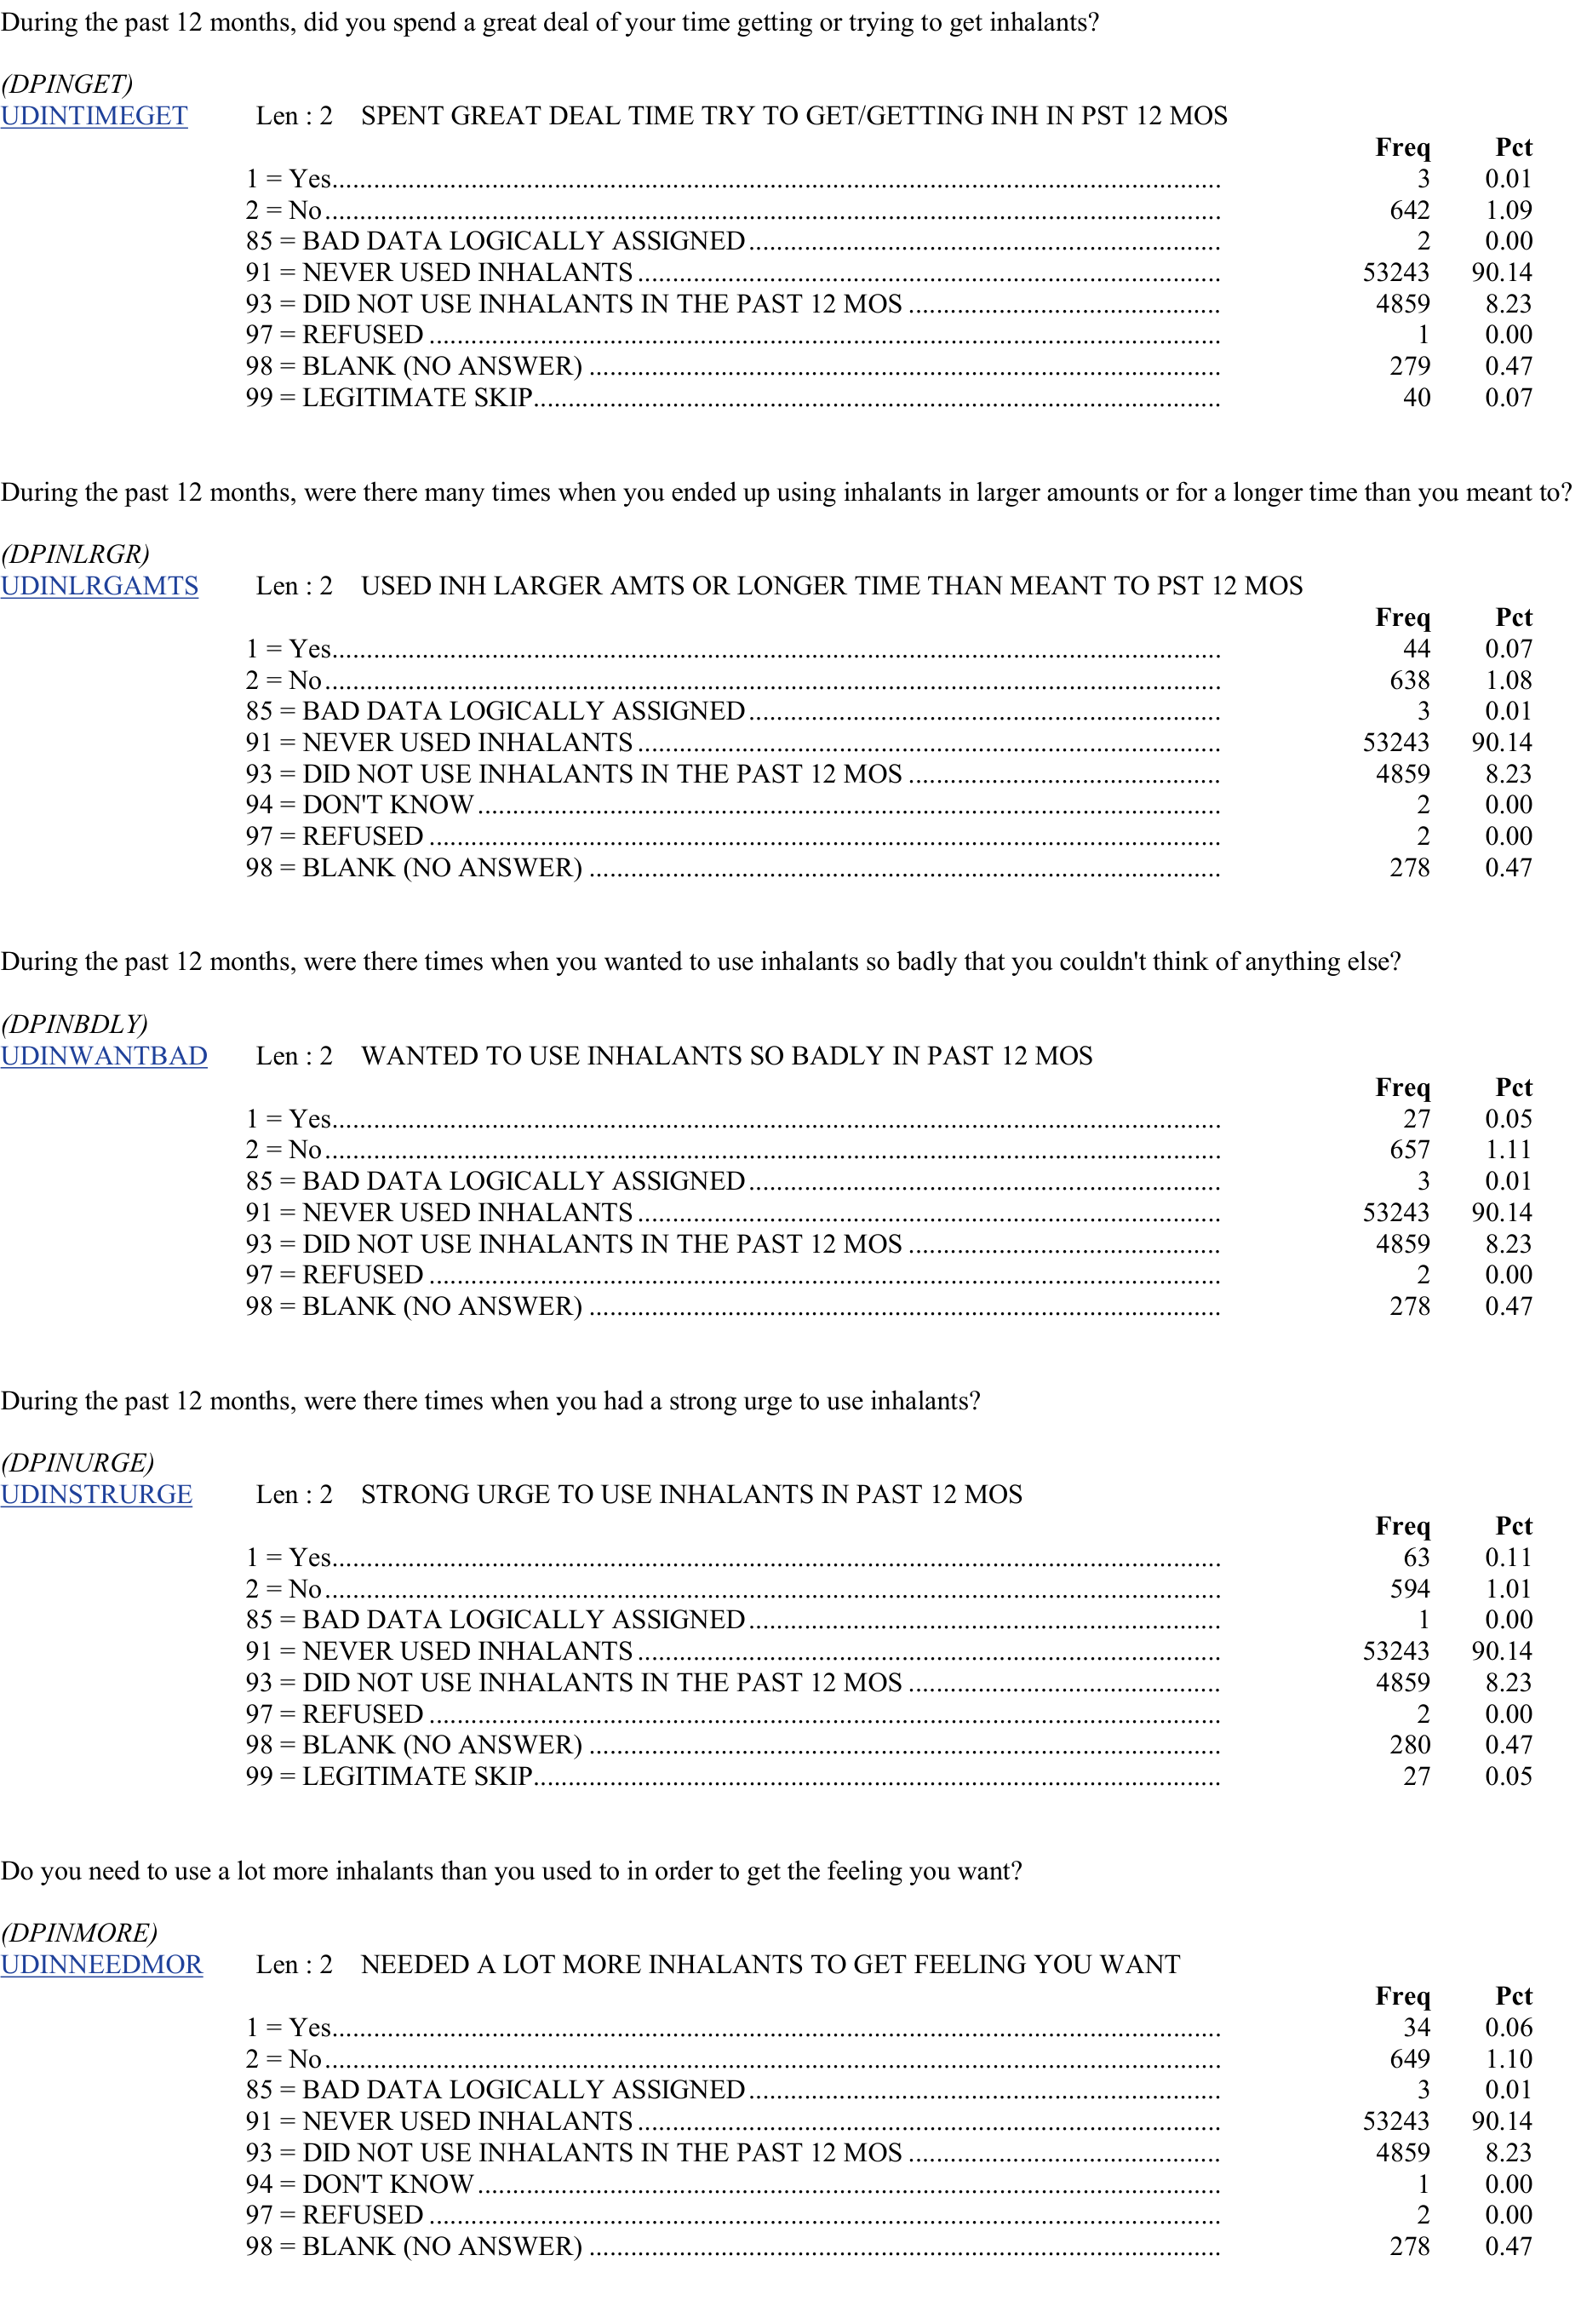 During the past 12 months, did you spend a great deal of your time getting or trying to get inhalants?
(DPINGET)
UDINTIMEGET Len : 2 SPENT GREAT DEAL TIME TRY TO GET/GETTING INH IN PST 12 MOS
Freq Pct
1 = Yes 3 0.01
2 = No 642 1.09
85 = BAD DATA LOGICALLY ASSIGNED 2 0.00
91 = NEVER USED INHALANTS 53243 90.14
93 = DID NOT USE INHALANTS IN THE PAST 12 MOS 4859 8.23
97 = REFUSED 1 0.00
98 = BLANK (NO ANSWER) 279 0.47
99 = LEGITIMATE SKIP 40 0.07
During the past 12 months, were there many times when you ended up using inhalants in larger amounts or for a longer time than you meant to?
(DPINLRGR)
UDINLRGAMTS Len : 2 USED INH LARGER AMTS OR LONGER TIME THAN MEANT TO PST 12 MOS
Freq Pct
1 = Yes 44 0.07
2 = No 638 1.08
85 = BAD DATA LOGICALLY ASSIGNED 3 0.01
91 = NEVER USED INHALANTS 53243 90.14
93 = DID NOT USE INHALANTS IN THE PAST 12 MOS 4859 8.23
94 = DON'T KNOW 2 0.00
97 = REFUSED 2 0.00
98 = BLANK (NO ANSWER) 278 0.47
During the past 12 months, were there times when you wanted to use inhalants so badly that you couldn't think of anything else?
(DPINBDLY)
UDINWANTBAD Len : 2 WANTED TO USE INHALANTS SO BADLY IN PAST 12 MOS
Freq Pct
1 = Yes 27 0.05
2 = No 657 1.11
85 = BAD DATA LOGICALLY ASSIGNED 3 0.01
91 = NEVER USED INHALANTS 53243 90.14
93 = DID NOT USE INHALANTS IN THE PAST 12 MOS 4859 8.23
97 = REFUSED 2 0.00
98 = BLANK (NO ANSWER) 278 0.47
During the past 12 months, were there times when you had a strong urge to use inhalants?
(DPINURGE)
UDINSTRURGE Len : 2 STRONG URGE TO USE INHALANTS IN PAST 12 MOS
Freq Pct
1 = Yes 63 0.11
2 = No 594 1.01
85 = BAD DATA LOGICALLY ASSIGNED 1 0.00
91 = NEVER USED INHALANTS 53243 90.14
93 = DID NOT USE INHALANTS IN THE PAST 12 MOS 4859 8.23
97 = REFUSED 2 0.00
98 = BLANK (NO ANSWER) 280 0.47
99 = LEGITIMATE SKIP 27 0.05
Do you need to use a lot more inhalants than you used to in order to get the feeling you want?
(DPINMORE)
UDINNEEDMOR Len : 2 NEEDED A LOT MORE INHALANTS TO GET FEELING YOU WANT
Freq Pct
1 = Yes 34 0.06
2 = No 649 1.10
85 = BAD DATA LOGICALLY ASSIGNED 3 0.01
91 = NEVER USED INHALANTS 53243 90.14
93 = DID NOT USE INHALANTS IN THE PAST 12 MOS 4859 8.23
94 = DON'T KNOW 1 0.00
97 = REFUSED 2 0.00
98 = BLANK (NO ANSWER) 278 0.47